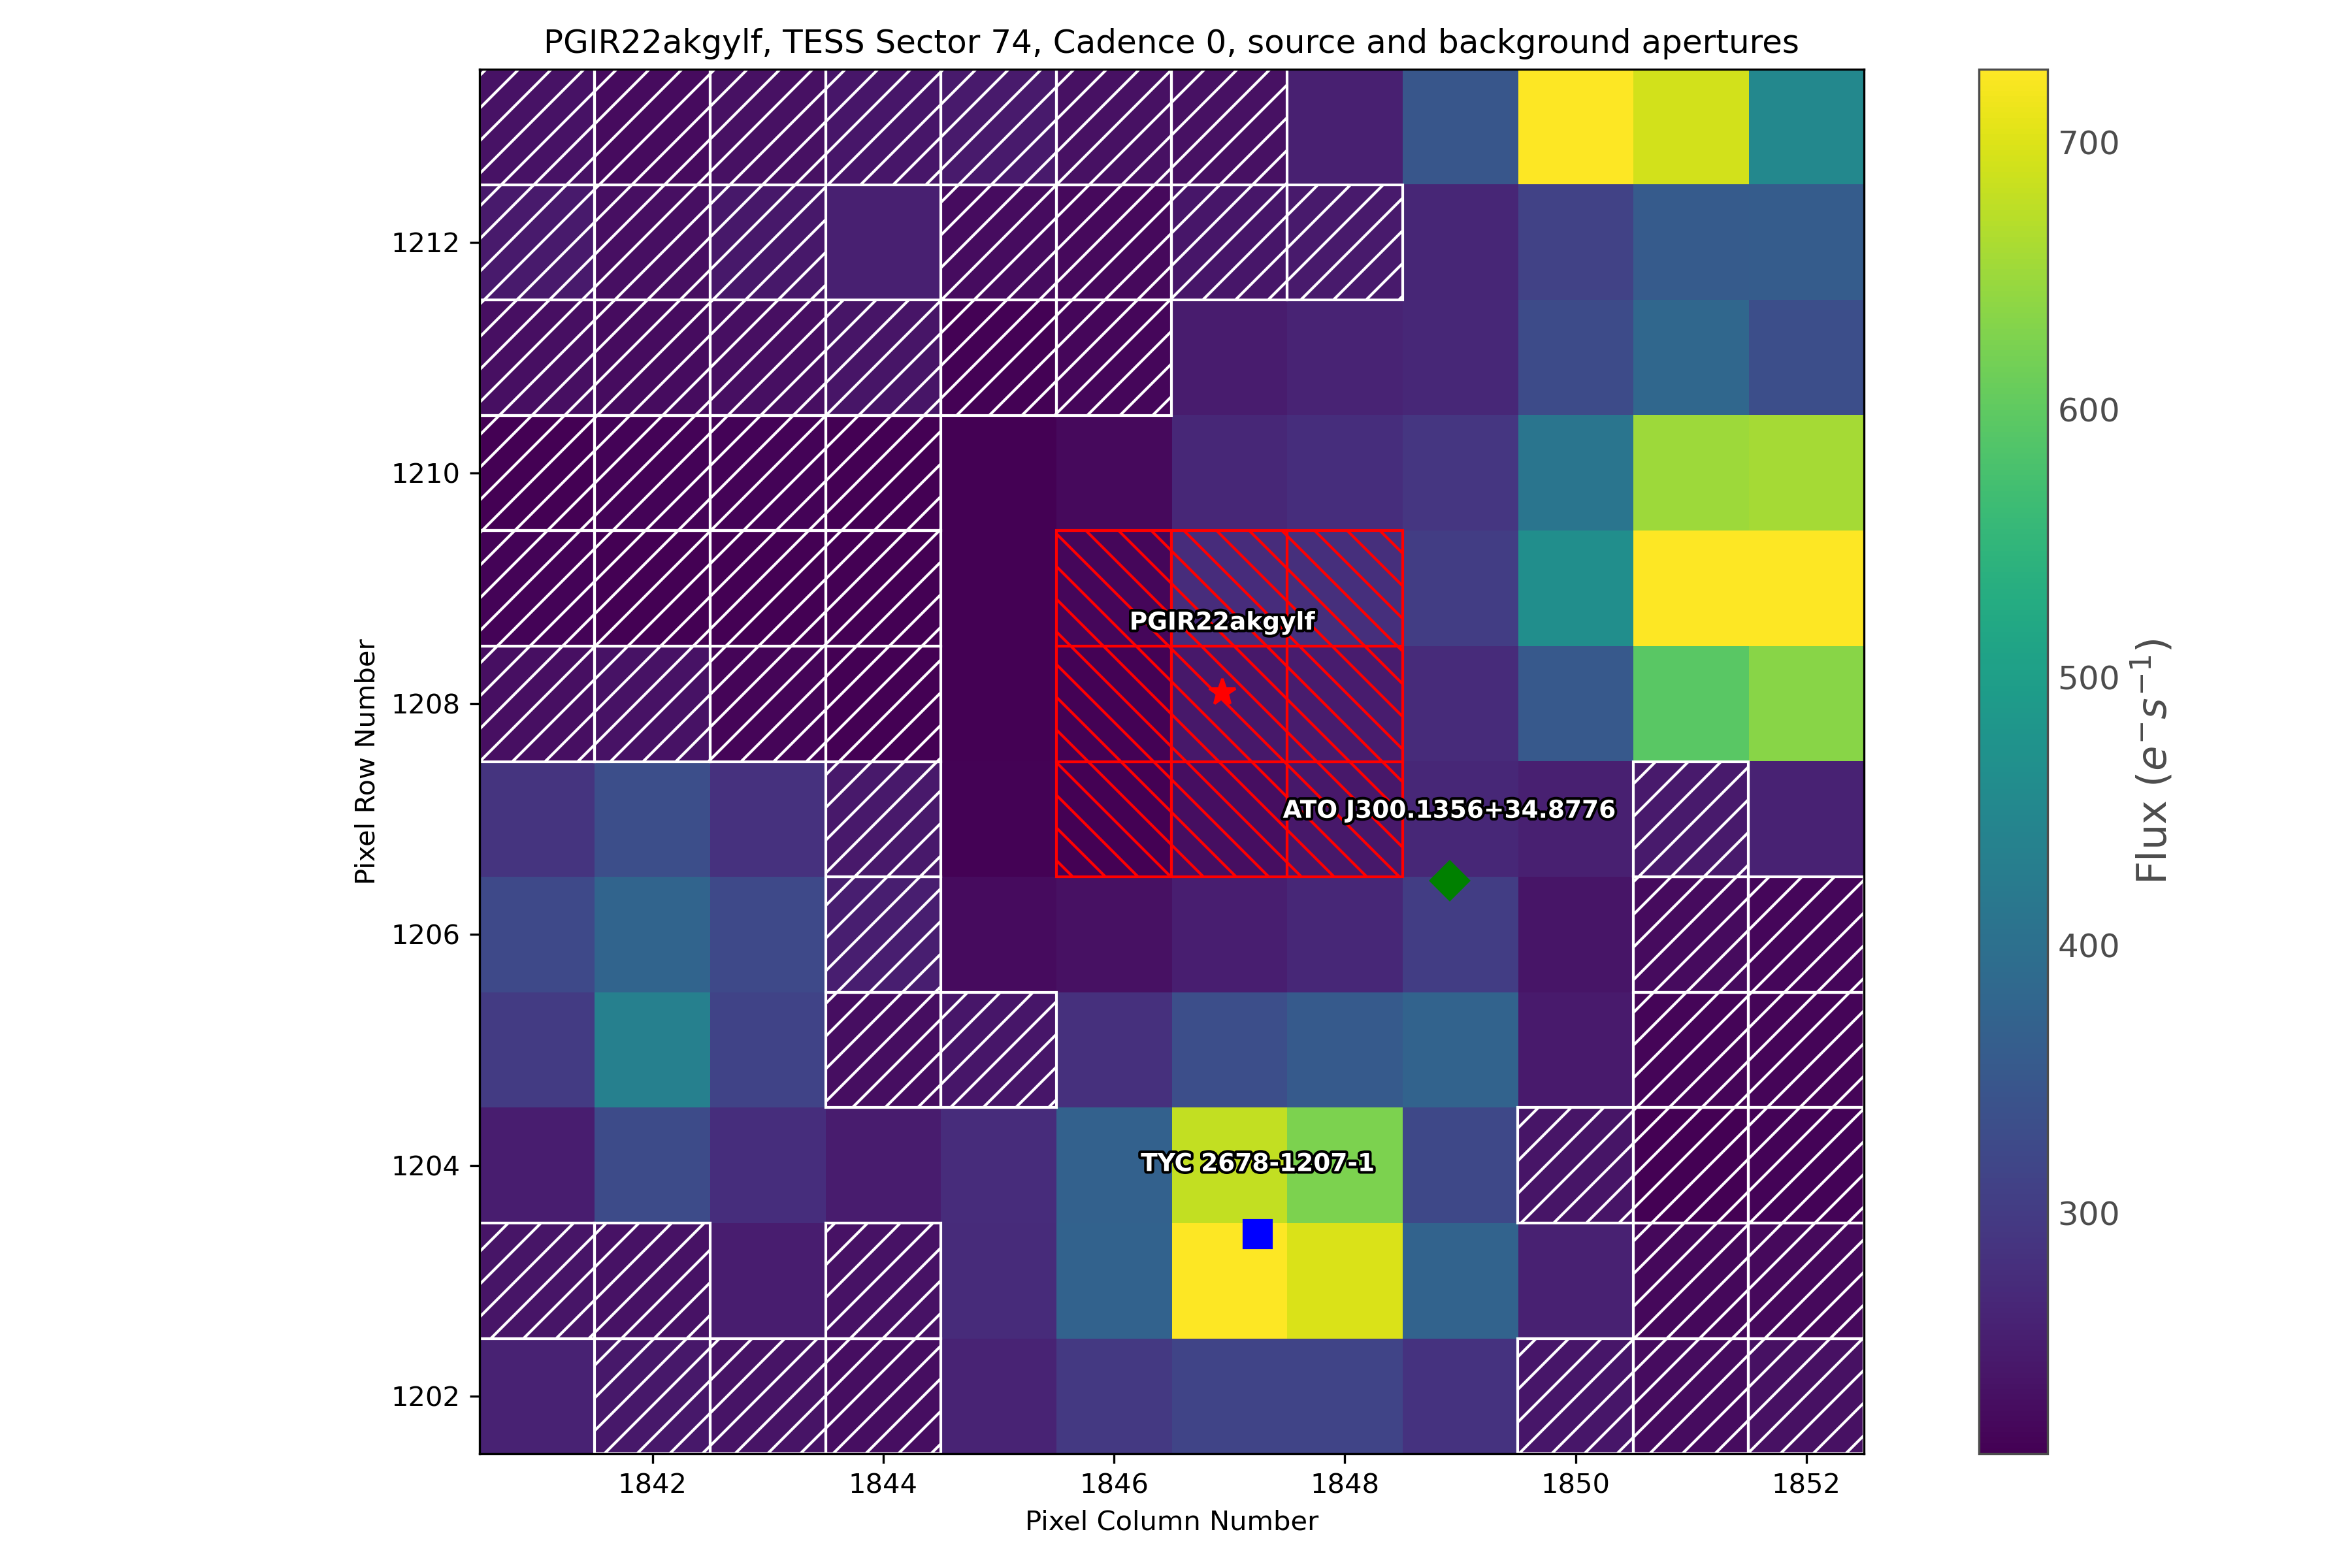 PGIR22akgylf, TESS Sector 74, Cadence 0, source and background apertures
1212
1210
1208
1206
1204
1202
Pixel Row Number
PGIR22akgylf
ATO J300.1356+34.8776
TYC 2678-1207-1
1842 1844 1846 1848 1850 1852
Pixel Column Number
700
600
500
400
300
Flux (e⁻s⁻¹)